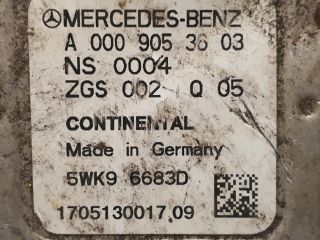 MERCEDES-BENZ
A 000 905 36 03
NS 0004
ZGS 002 Q 05
CONTINENTAL
Made in Germany
5WK9 6683D
1705130017.09